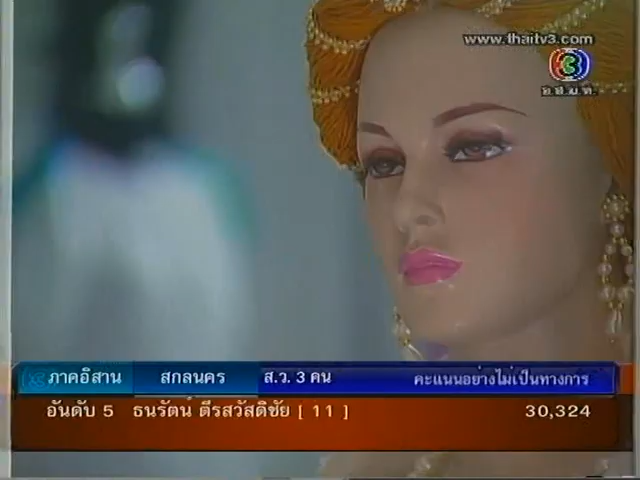 www.thaitv3.com
3
อ.ส.ม.ท.
ภาคอิสาน สกลนคร ส.ว. 3 คน คะแนนอย่างไม่เป็นทางการ
อันดับ 5 ธนรัตน์ ตีรสวัสดิชัย [ 11 ] 30,324